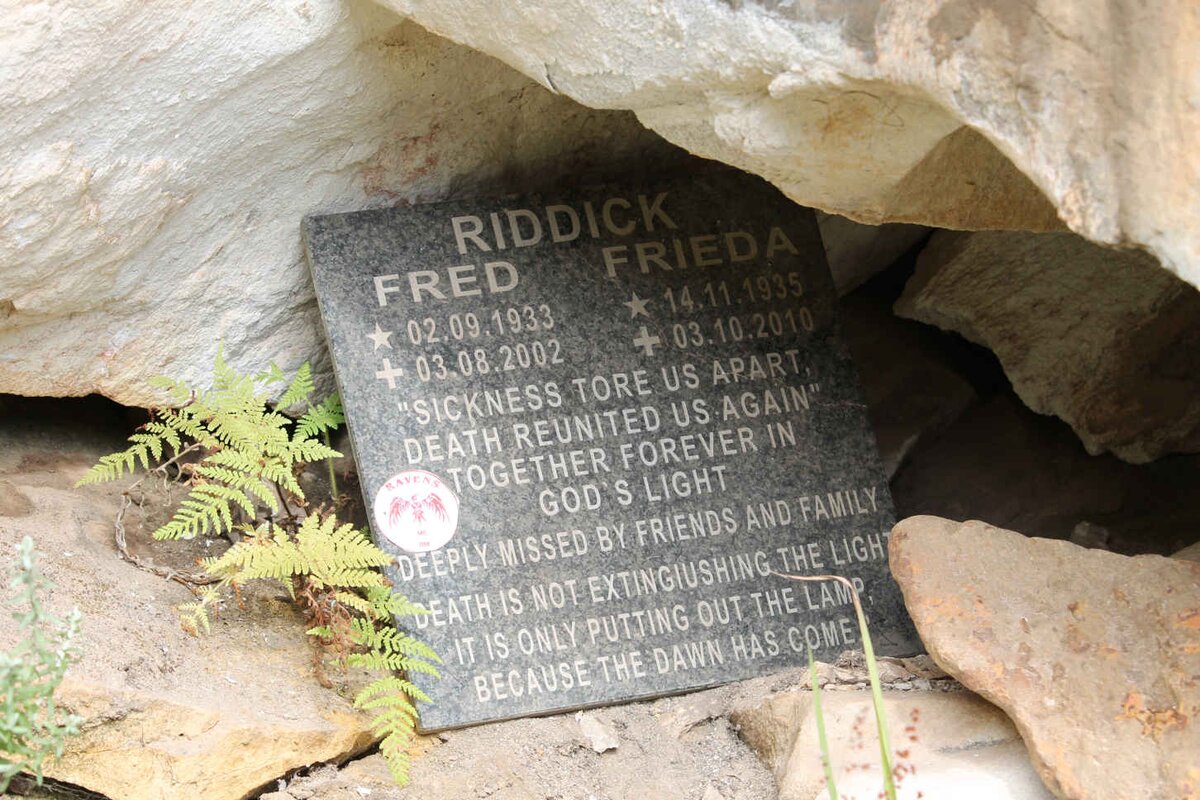 RIDDICK
FRED FRIEDA
★ 02.09.1933 ★ 14.11.1935
✝ 03.08.2002 ✝ 03.10.2010
"SICKNESS TORE US APART,
DEATH REUNITED US AGAIN"
TOGETHER FOREVER IN
GOD`S LIGHT
RAVENS
DEEPLY MISSED BY FRIENDS AND FAMILY
DEATH IS NOT EXTINGIUSHING THE LIGHT
IT IS ONLY PUTTING OUT THE LAMP,
BECAUSE THE DAWN HAS COME